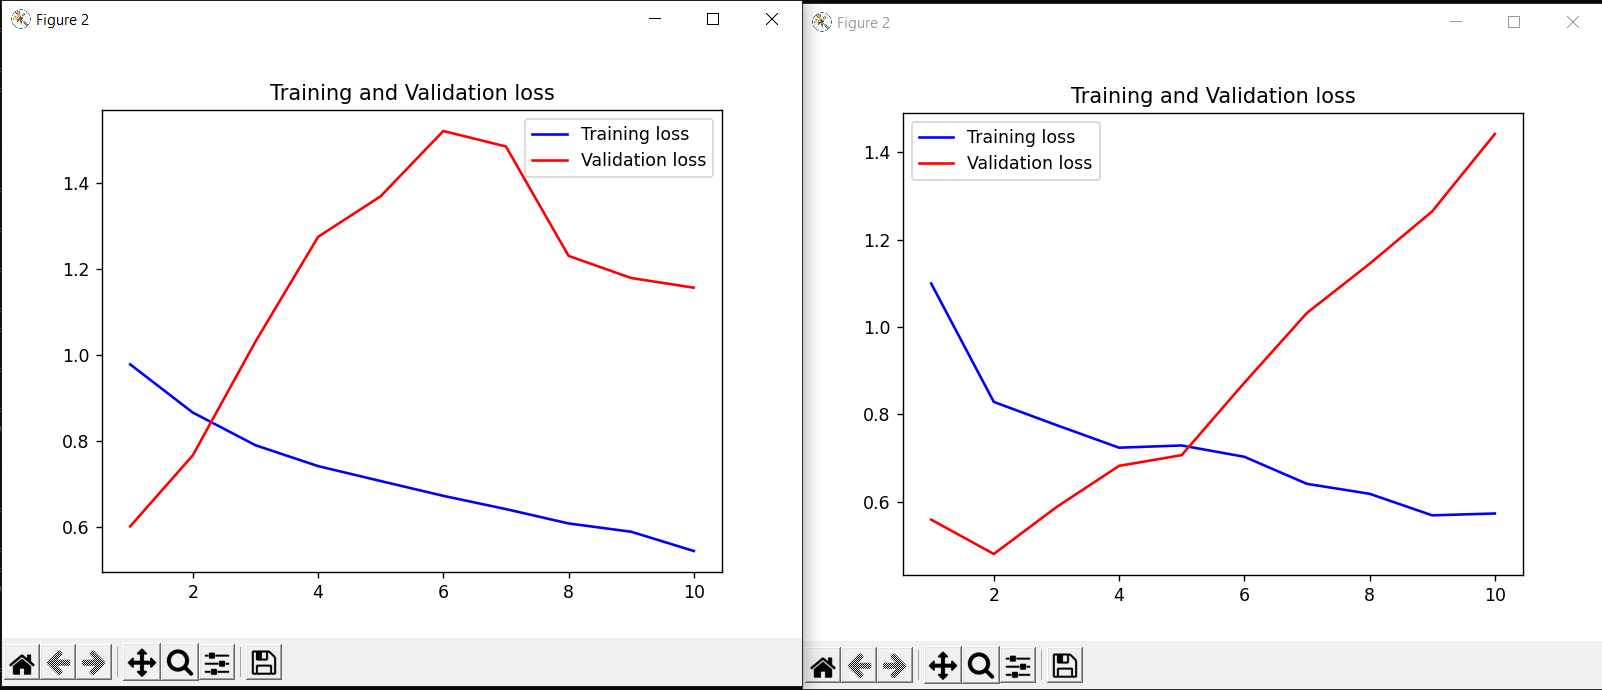 Figure 2
Training and Validation loss
Training loss
Validation loss
1.4
1.2
1.0
0.8
0.6
2 4 6 8 10
Figure 2
Training and Validation loss
Training loss
Validation loss
1.4
1.2
1.0
0.8
0.6
2 4 6 8 10